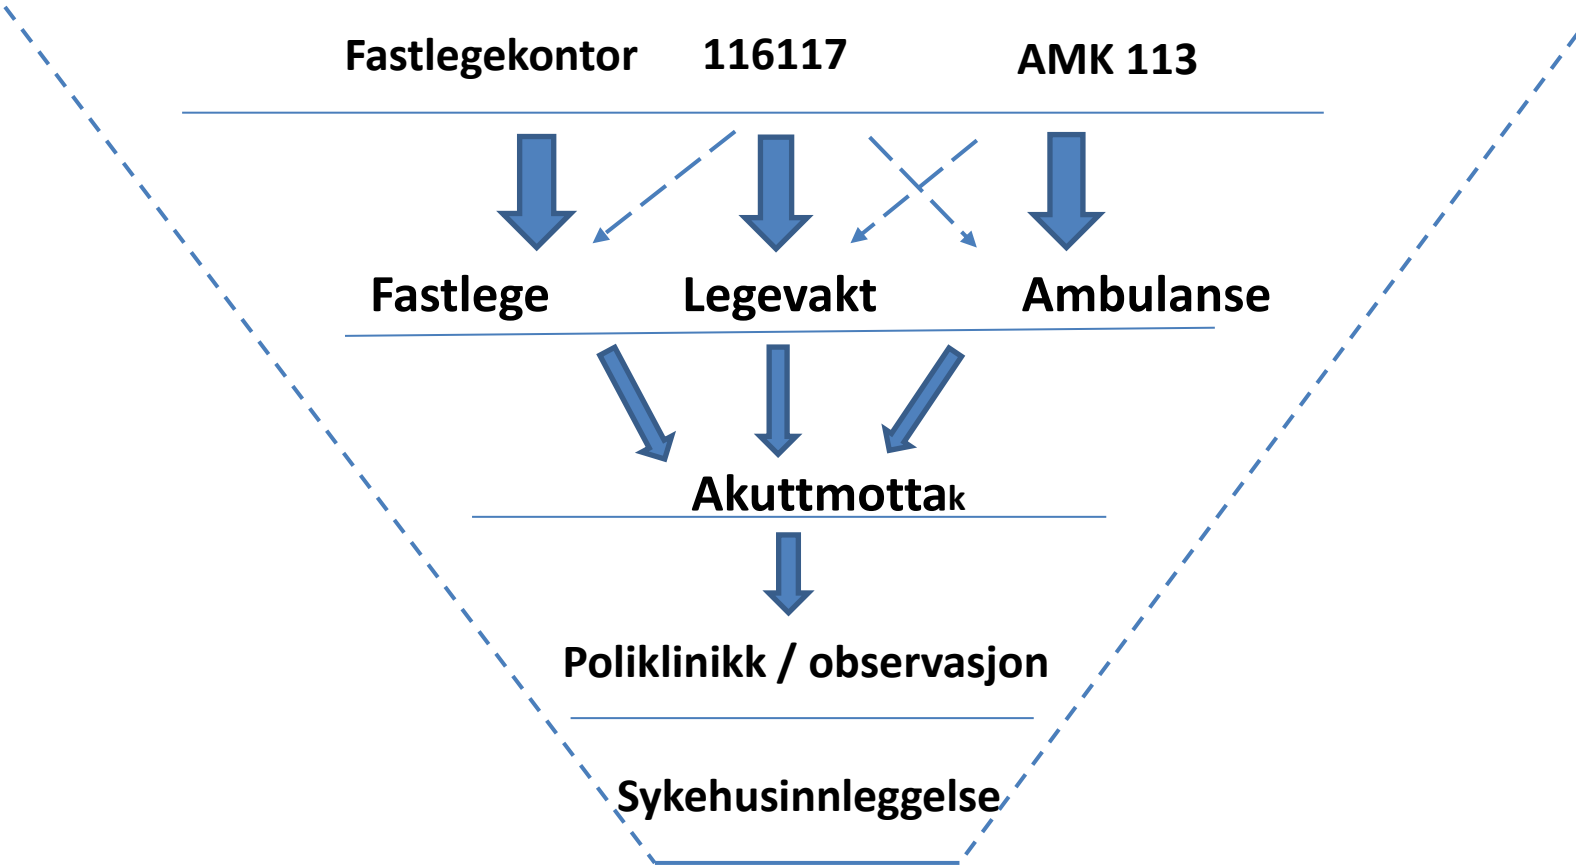 Fastlegekontor 116117 AMK 113
Fastlege Legevakt Ambulanse
Akuttmottak
Poliklinikk / observasjon
Sykehusinnleggelse